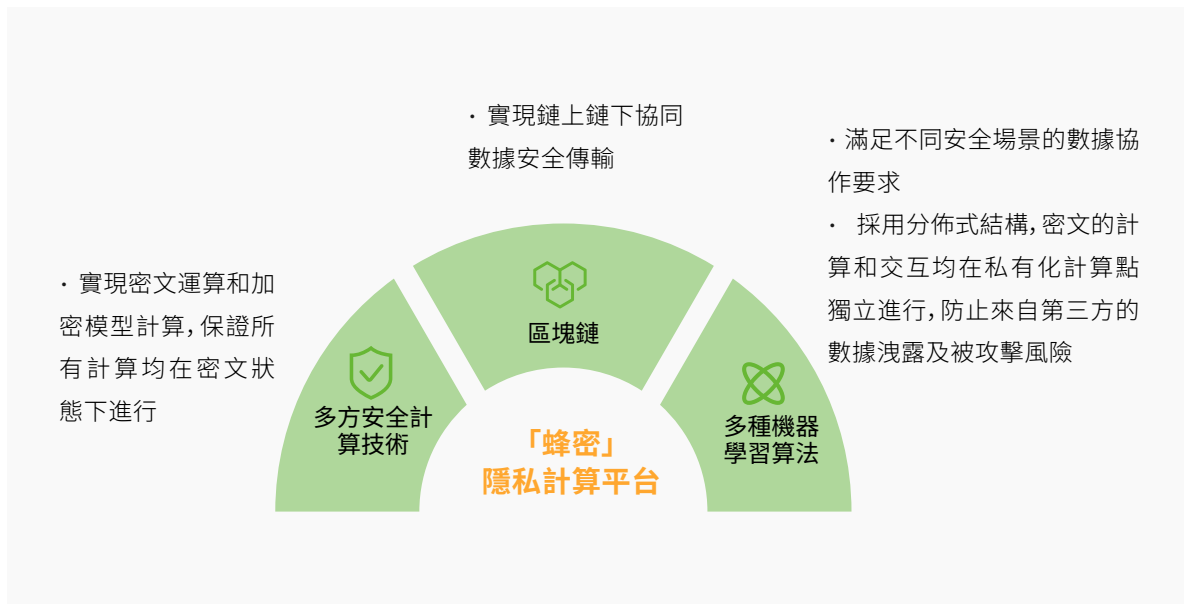 · 實現鏈上鏈下協同
數據安全傳輸
· 滿足不同安全場景的數據協
作要求
· 採用分佈式結構，密文的計
算和交互均在私有化計算點
獨立進行，防止來自第三方的
數據洩露及被攻擊風險
· 實現密文運算和加
密模型計算，保證所
有計算均在密文狀
態下進行
區塊鏈
多方安全計
算技術
多種機器
學習算法
「蜂密」
隱私計算平台